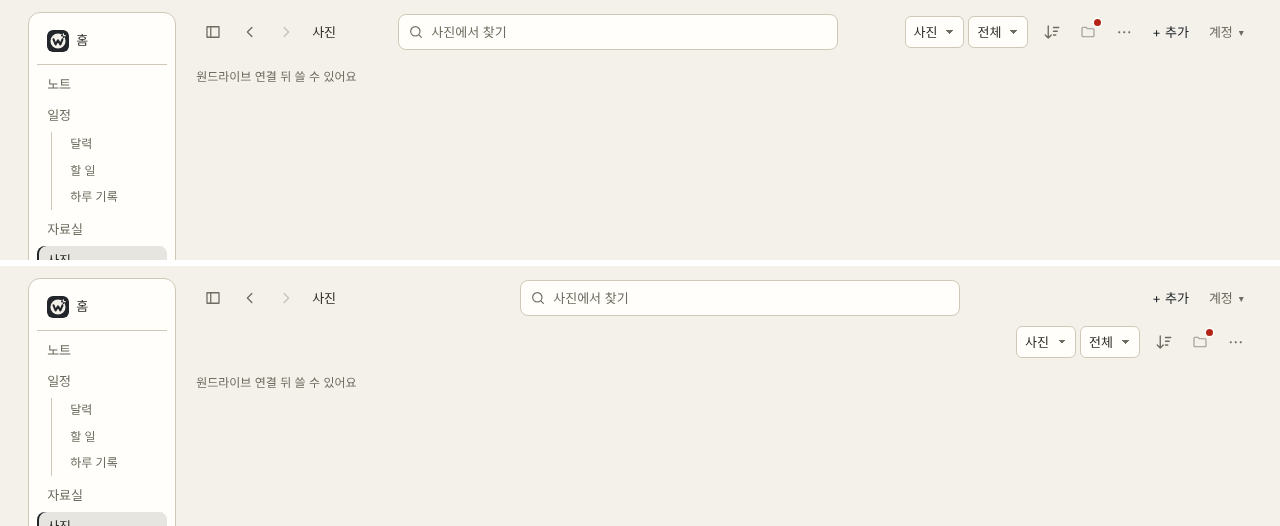 홈
사진
사진에서 찾기
사진 전체
+ 추가
계정
원드라이브 연결 뒤 쓸 수 있어요
노트
일정
달력
할 일
하루 기록
자료실
사진
홈
사진
사진에서 찾기
+ 추가
계정
사진 전체
원드라이브 연결 뒤 쓸 수 있어요
노트
일정
달력
할 일
하루 기록
자료실
사진